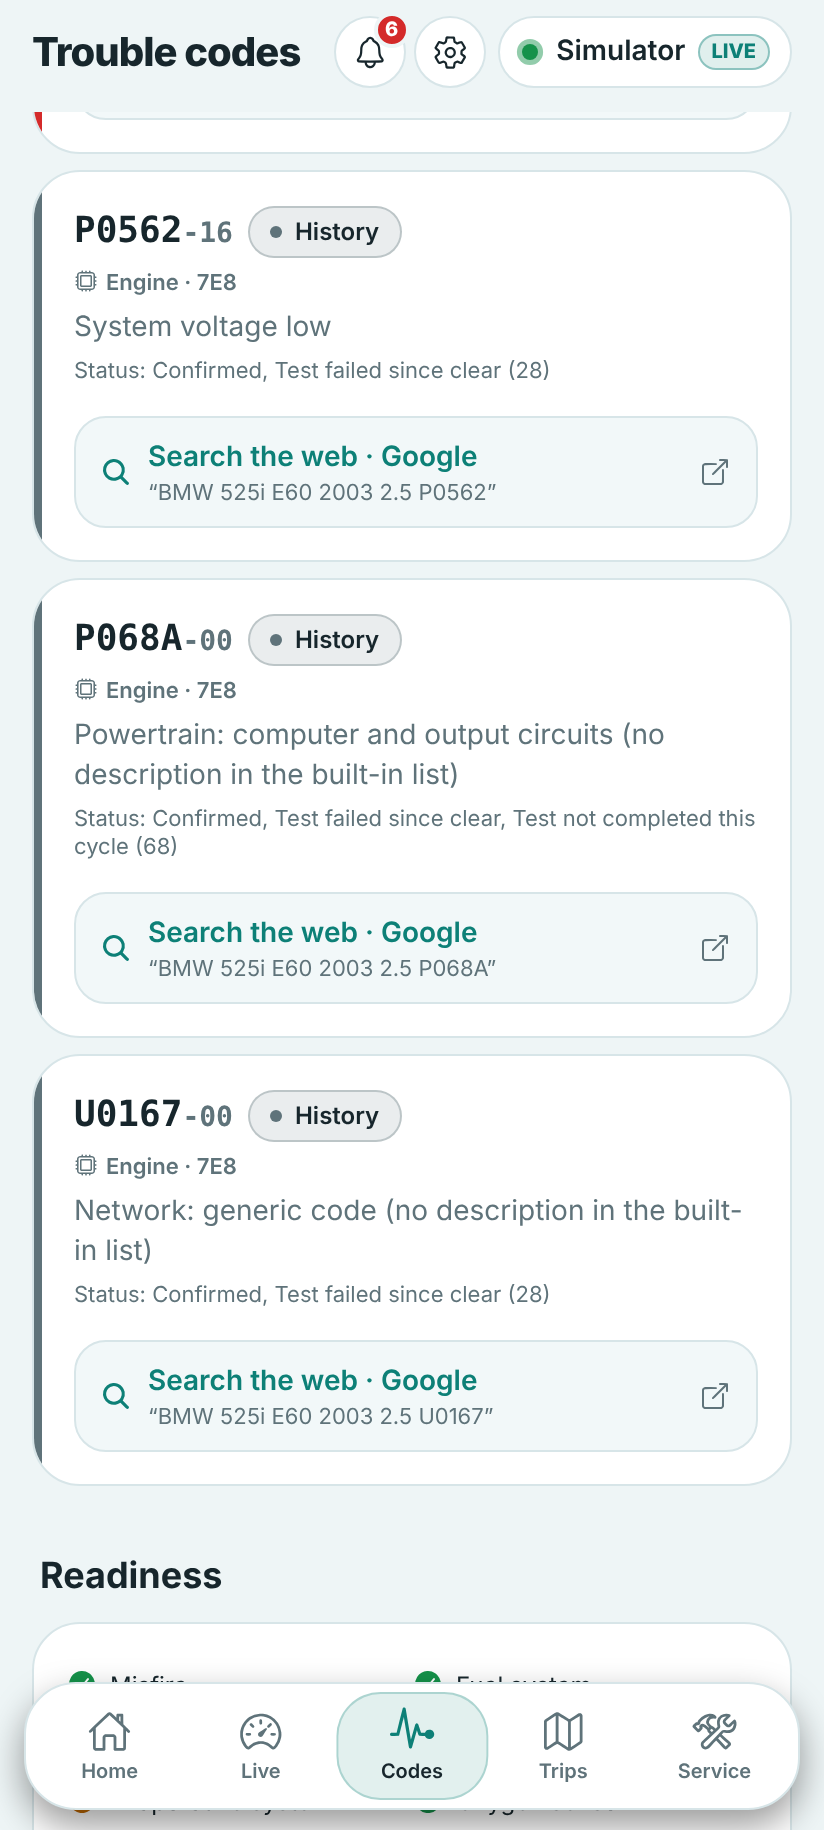 Trouble codes
6
Simulator
LIVE
P0562-16
History
Engine · 7E8
System voltage low
Status: Confirmed, Test failed since clear (28)
Search the web · Google
“BMW 525i E60 2003 2.5 P0562”
P068A-00
History
Engine · 7E8
Powertrain: computer and output circuits (no
description in the built-in list)
Status: Confirmed, Test failed since clear, Test not completed this
cycle (68)
Search the web · Google
“BMW 525i E60 2003 2.5 P068A”
U0167-00
History
Engine · 7E8
Network: generic code (no description in the built-
in list)
Status: Confirmed, Test failed since clear (28)
Search the web · Google
“BMW 525i E60 2003 2.5 U0167”
Readiness
Misfire
Fuel system
Home
Live
Codes
Trips
Service